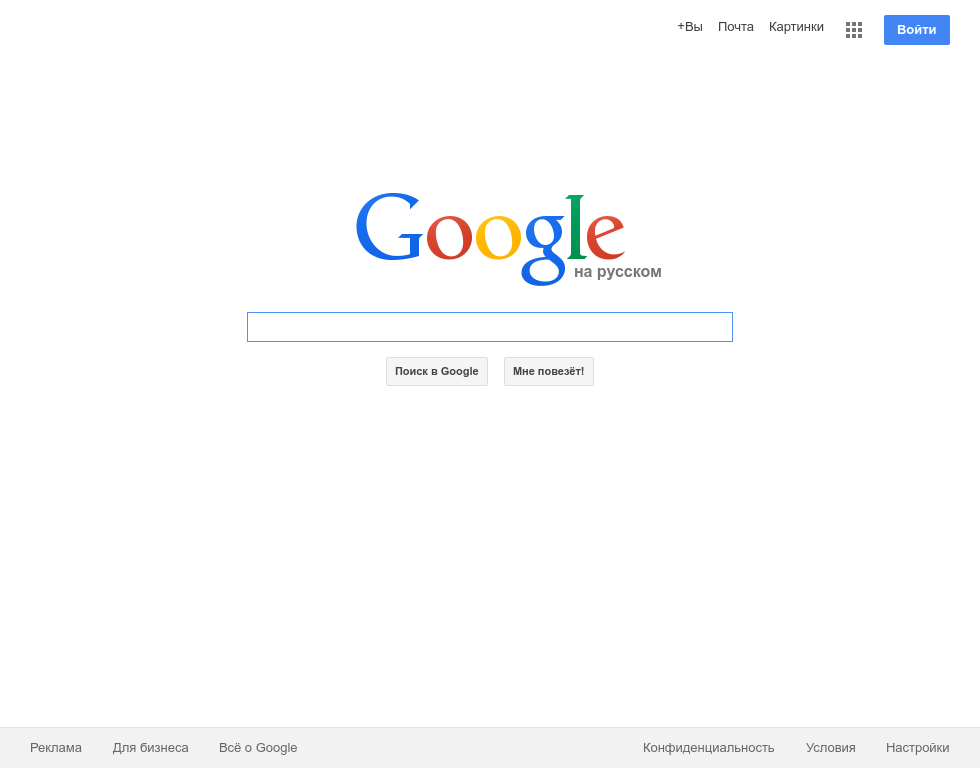 +Вы Почта Картинки Войти
Google
на русском
Поиск в Google Мне повезёт!
Реклама Для бизнеса Всё о Google Конфиденциальность Условия Настройки